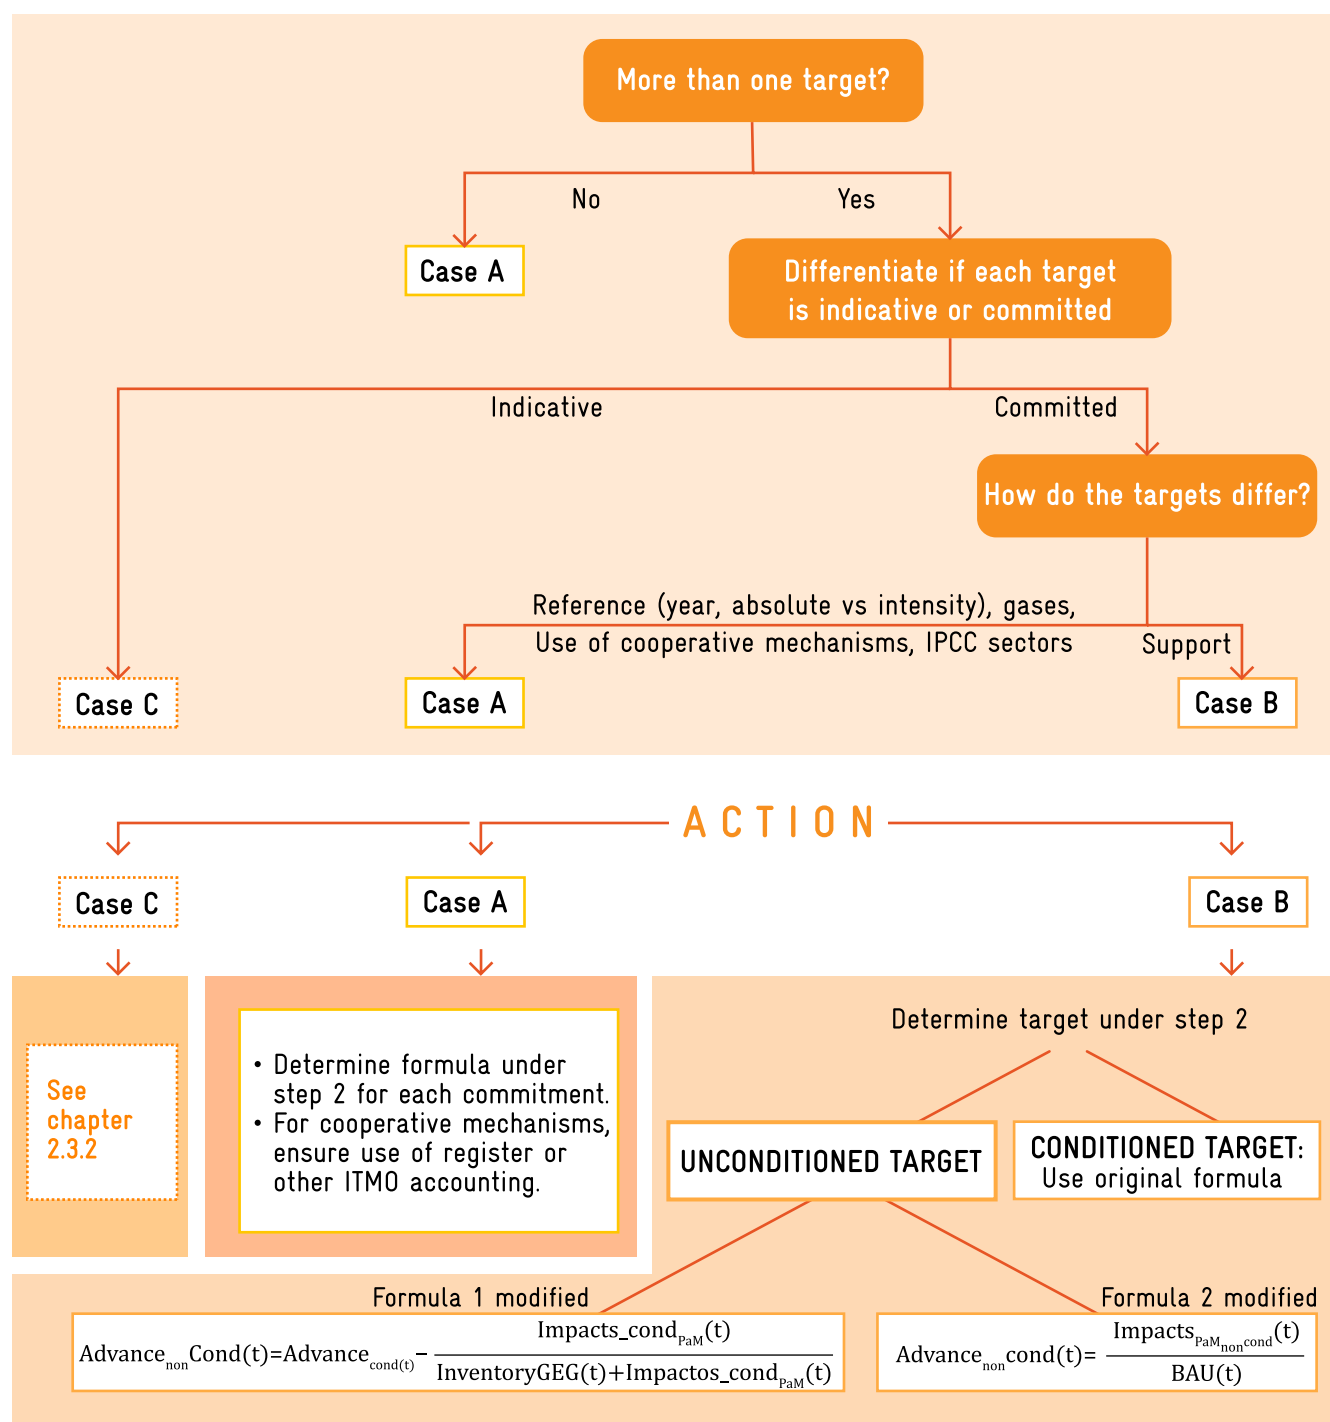 More than one target?
No
Yes
Case A
Differentiate if each target
is indicative or committed
Indicative
Committed
How do the targets differ?
Reference (year, absolute vs intensity), gases,
Use of cooperative mechanisms, IPCC sectors
Support
Case C
Case A
Case B
ACTION
Case C
Case A
Case B
See
chapter
2.3.2
• Determine formula under
step 2 for each commitment.
• For cooperative mechanisms,
ensure use of register or
other ITMO accounting.
Determine target under step 2
UNCONDITIONED TARGET
CONDITIONED TARGET:
Use original formula
Formula 1 modified
Advance_non Cond(t)=Advance_cond(t) − Impacts_cond_PaM(t) / InventoryGEG(t)+Impactos_cond_PaM(t)
Formula 2 modified
Advance_non cond(t)= Impacts_PaM_non cond(t) / BAU(t)